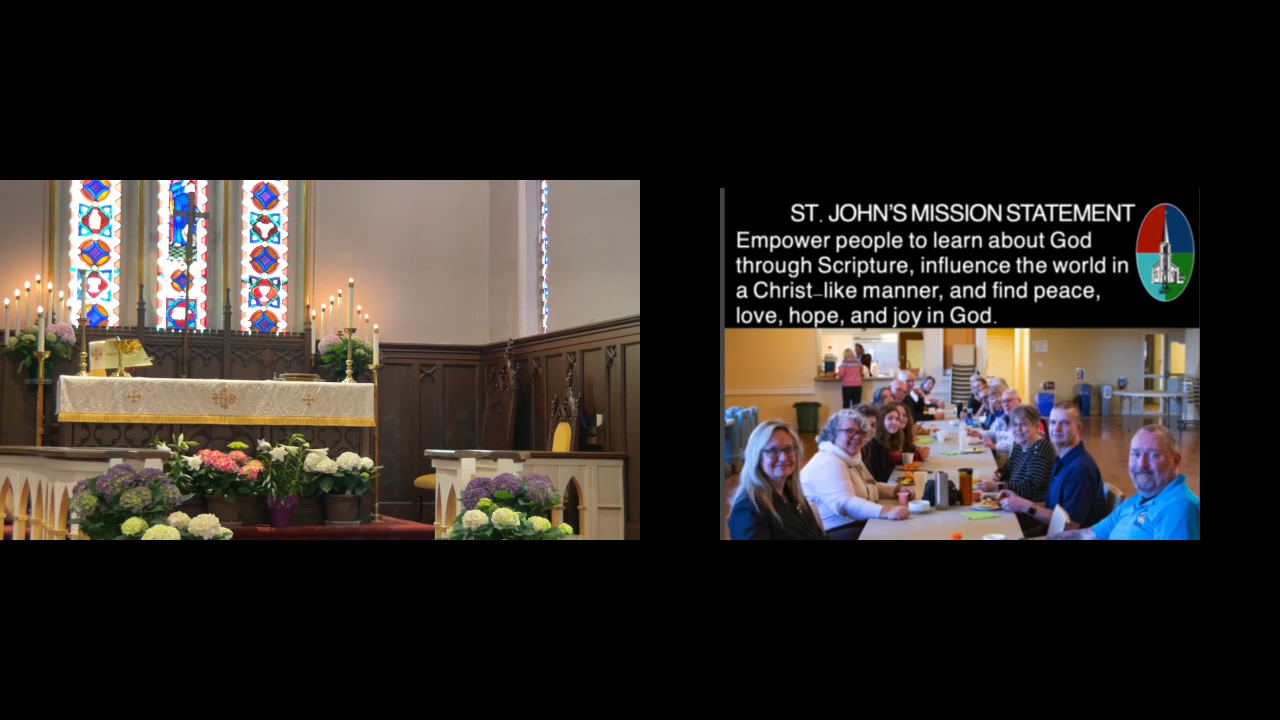 ST. JOHN'S MISSION STATEMENT
Empower people to learn about God
through Scripture, influence the world in
a Christ-like manner, and find peace,
love, hope, and joy in God.